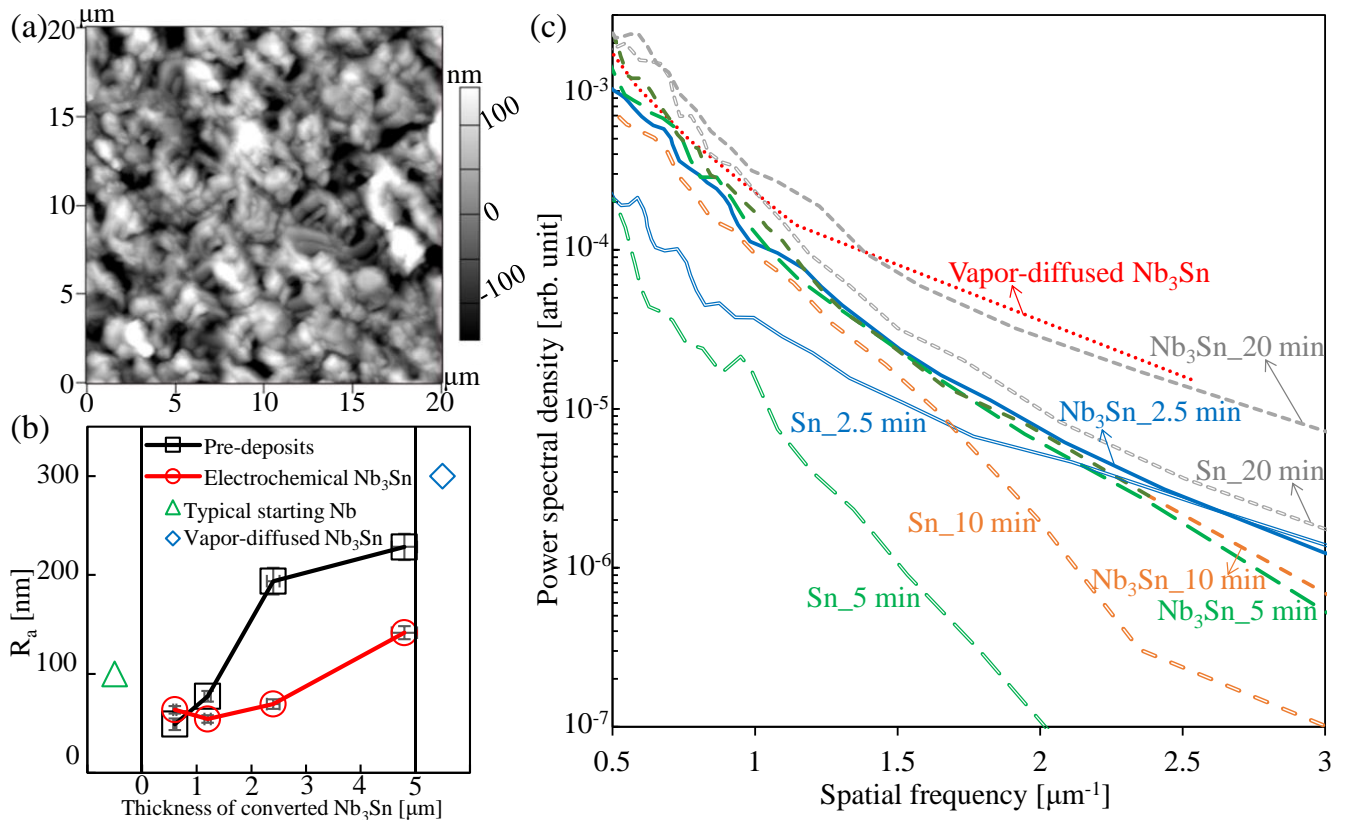 (a)
μm
20
15
10
5
0
0
5
10
15
20
μm
nm
100
0
-100
(b)
Pre-deposits
Electrochemical Nb₃Sn
Typical starting Nb
Vapor-diffused Nb₃Sn
300
200
100
0
Rₐ [nm]
0
1
2
3
4
5
Thickness of converted Nb₃Sn [μm]
(c)
10⁻³
10⁻⁴
10⁻⁵
10⁻⁶
10⁻⁷
Power spectral density [arb. unit]
Vapor-diffused Nb₃Sn
Nb₃Sn_20 min
Nb₃Sn_2.5 min
Sn_2.5 min
Sn_20 min
Sn_10 min
Nb₃Sn_10 min
Sn_5 min
Nb₃Sn_5 min
0.5
1
1.5
2
2.5
3
Spatial frequency [μm⁻¹]